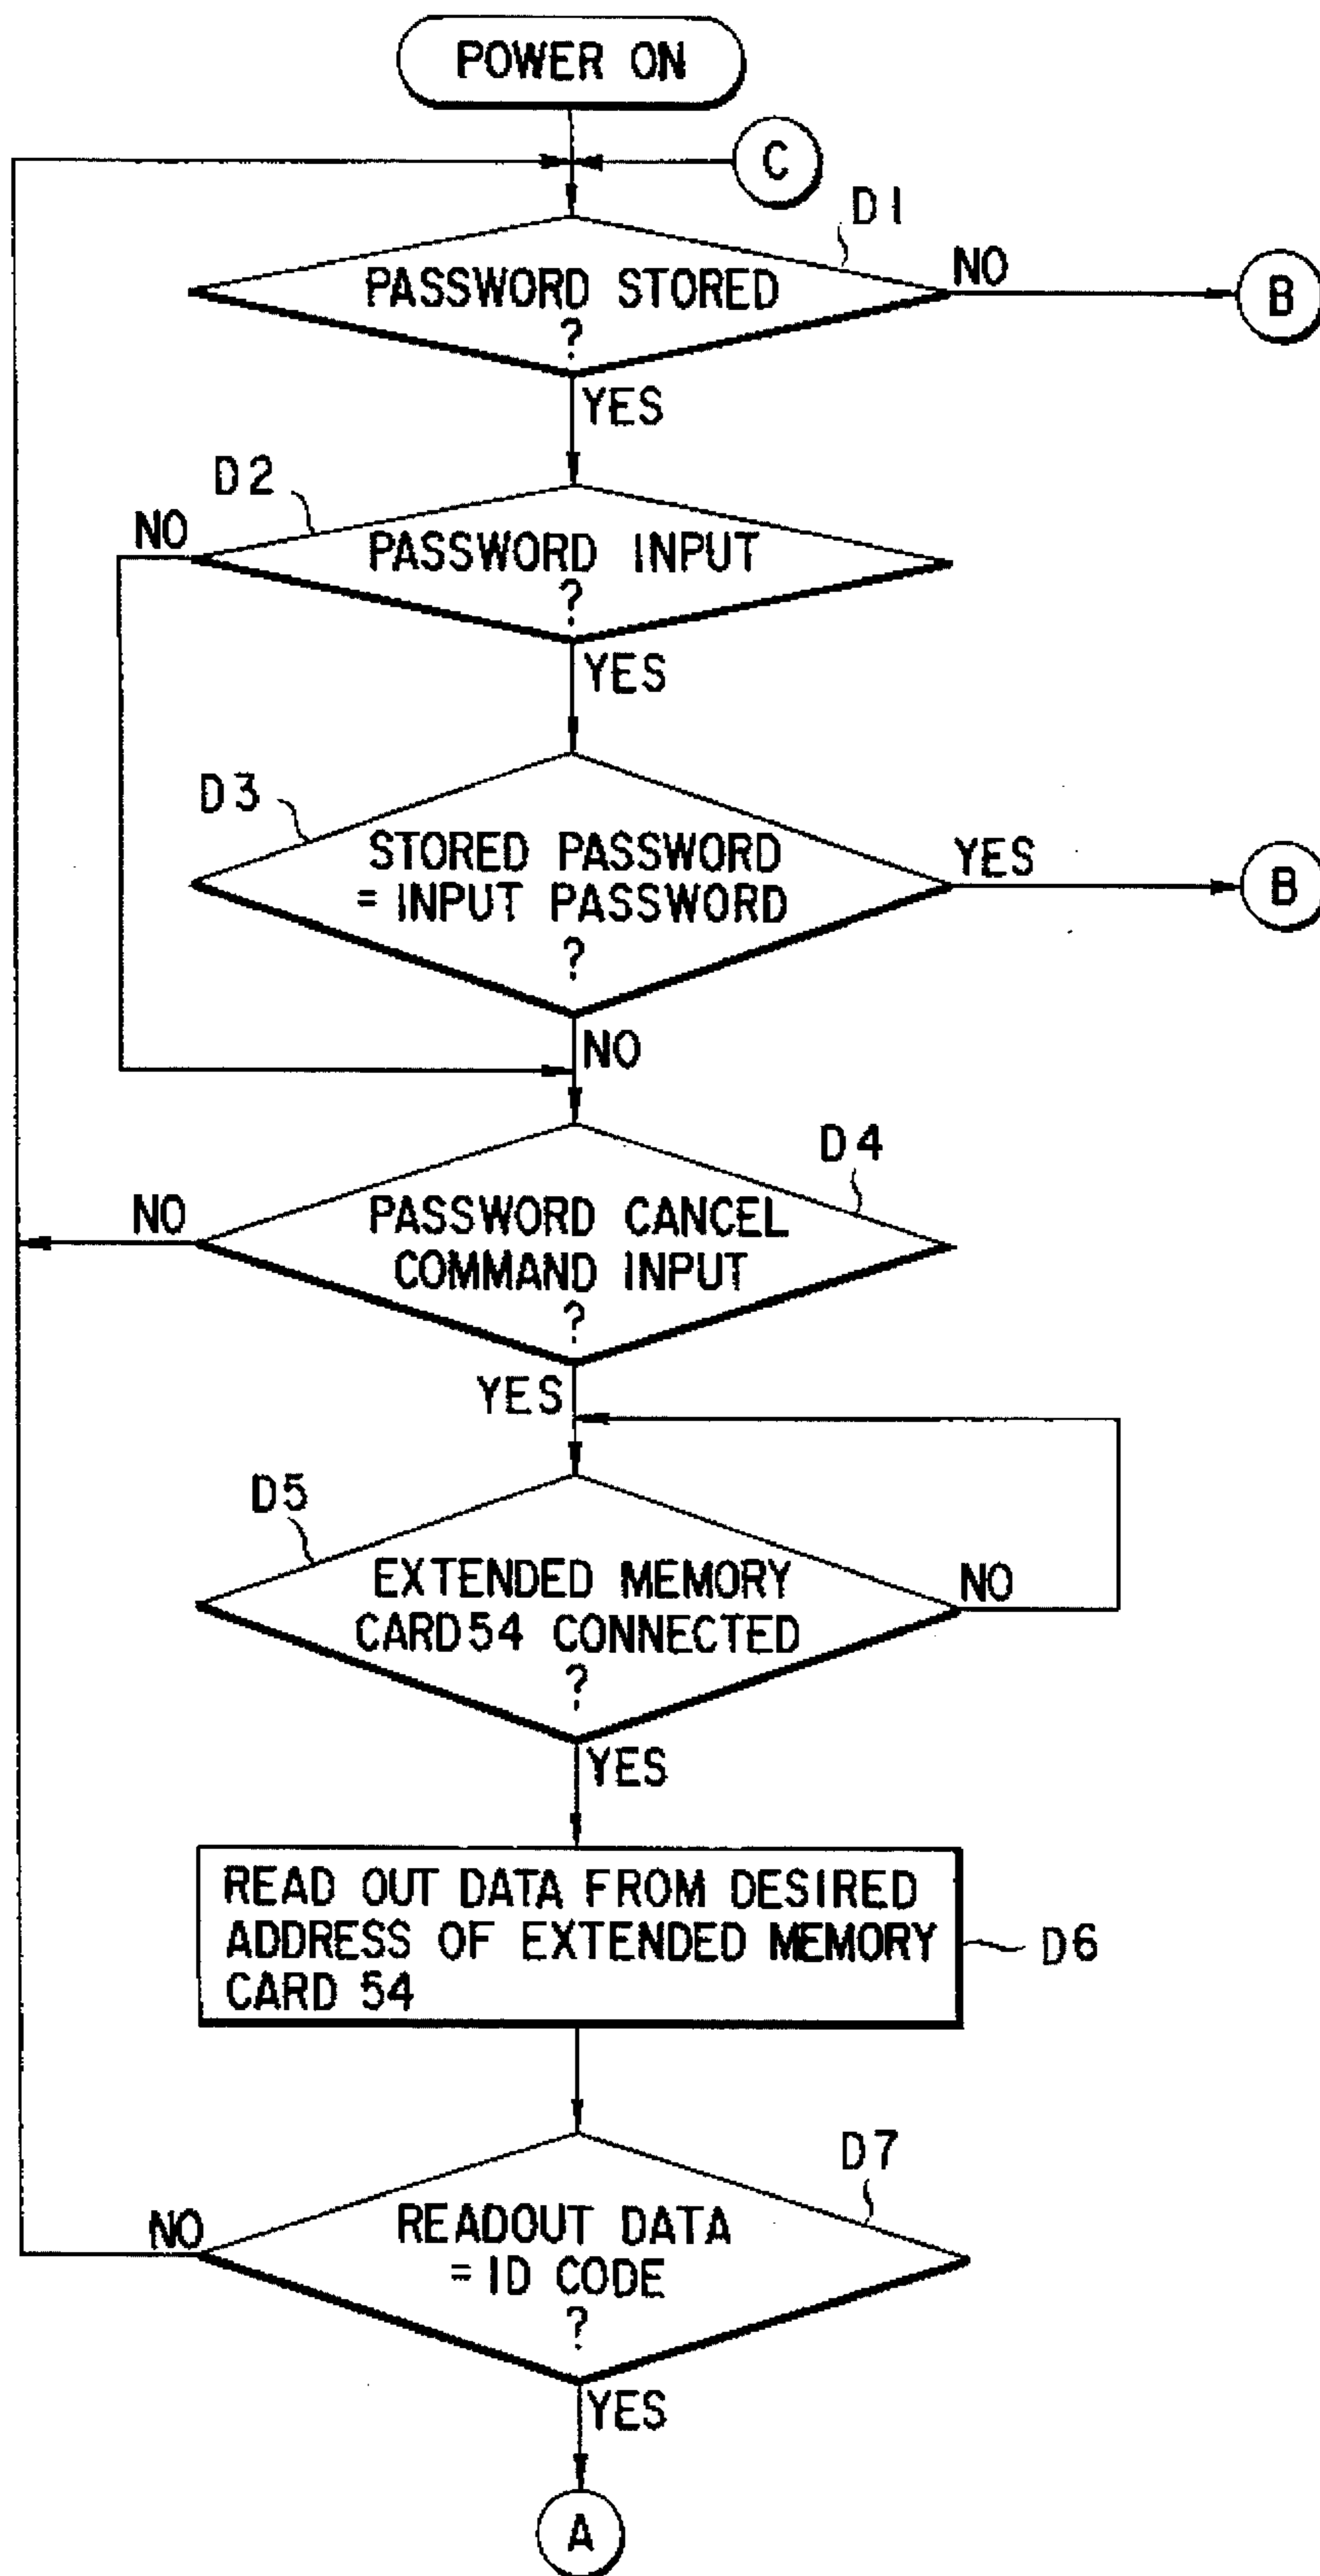 POWER ON
C
D1
PASSWORD STORED
?
NO
B
YES
D2
NO
PASSWORD INPUT
?
YES
D3
STORED PASSWORD
= INPUT PASSWORD
?
YES
B
NO
D4
NO
PASSWORD CANCEL
COMMAND INPUT
?
YES
D5
EXTENDED MEMORY
CARD54 CONNECTED
?
NO
YES
READ OUT DATA FROM DESIRED
ADDRESS OF EXTENDED MEMORY
CARD 54
D6
D7
NO
READOUT DATA
= ID CODE
?
YES
A